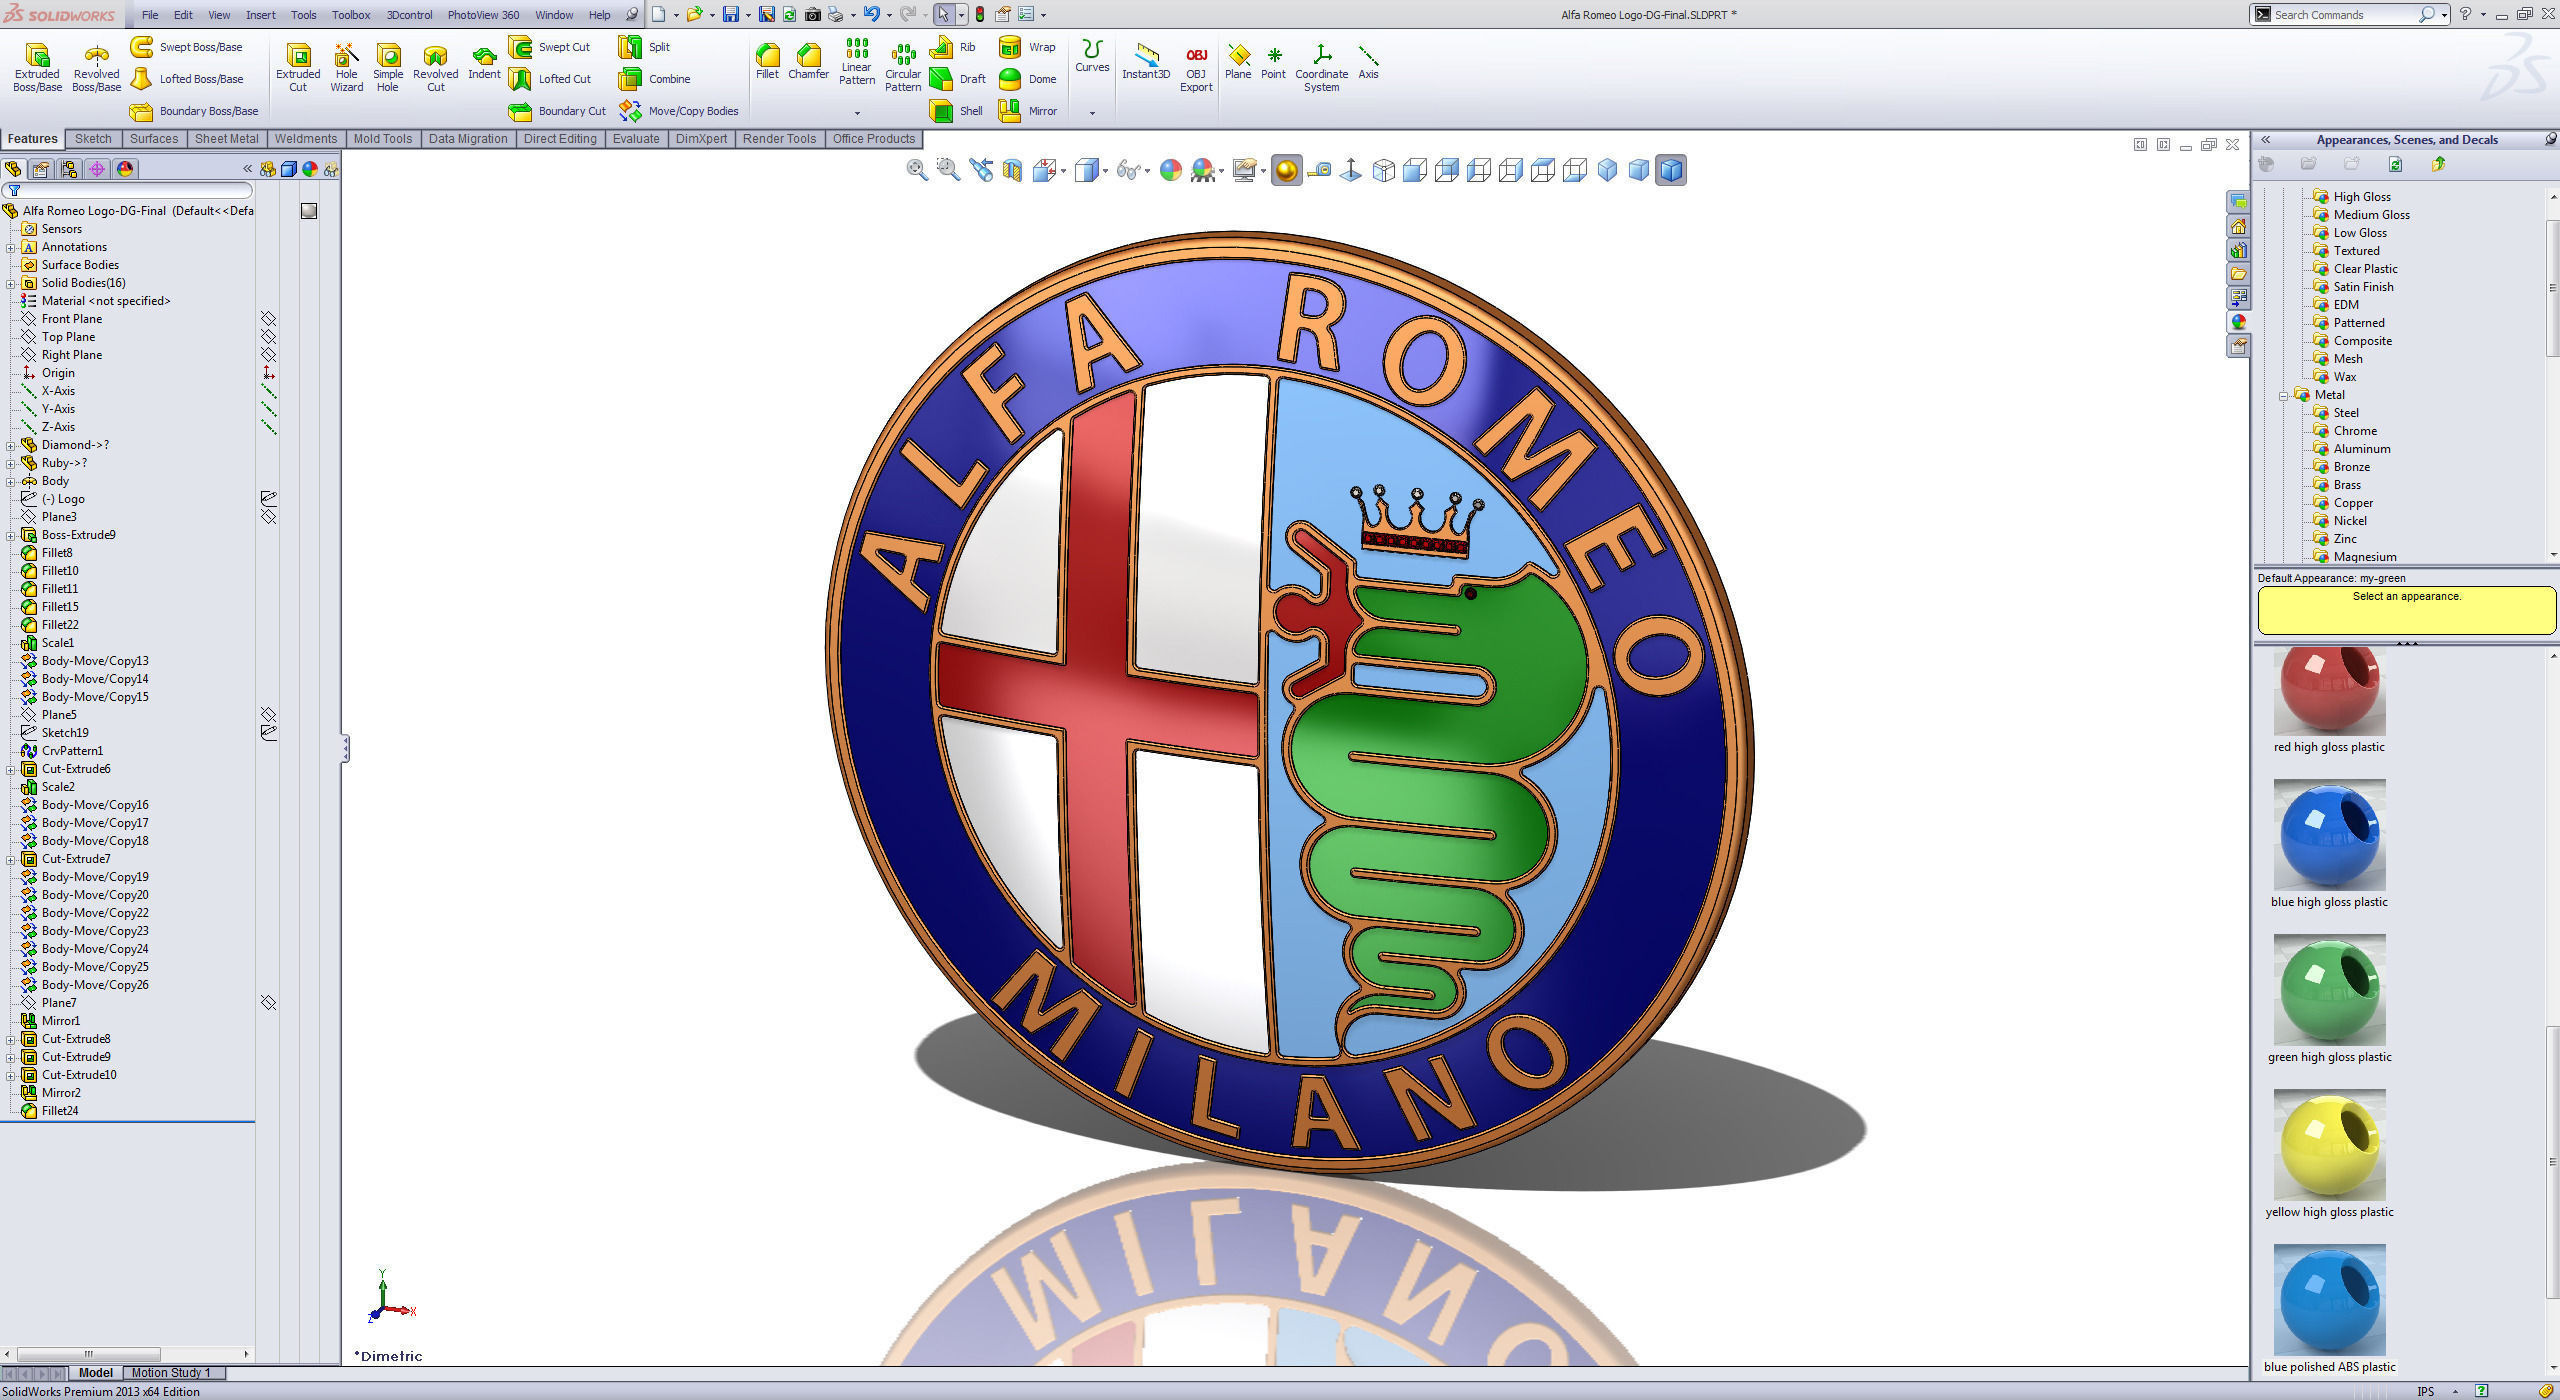 SOLIDWORKS File Edit View Insert Tools Toolbox 3Dcontrol PhotoView 360 Window Help
Alfa Romeo Logo-DG-Final.SLDPRT *
Search Commands
Extruded Boss/Base
Revolved Boss/Base
Swept Boss/Base
Lofted Boss/Base
Boundary Boss/Base
Extruded Cut
Hole Wizard
Simple Hole
Revolved Cut
Indent
Swept Cut
Lofted Cut
Boundary Cut
Split
Combine
Move/Copy Bodies
Fillet
Chamfer
Linear Pattern
Circular Pattern
Rib
Draft
Shell
Wrap
Dome
Mirror
Curves
Instant3D
OBJ
OBJ Export
Plane
Point
Coordinate System
Axis
Features Sketch Surfaces Sheet Metal Weldments Mold Tools Data Migration Direct Editing Evaluate DimXpert Render Tools Office Products
Alfa Romeo Logo-DG-Final (Default<<Defa
Sensors
Annotations
Surface Bodies
Solid Bodies(16)
Material <not specified>
Front Plane
Top Plane
Right Plane
Origin
X-Axis
Y-Axis
Z-Axis
Diamond->?
Ruby->?
Body
(-) Logo
Plane3
Boss-Extrude9
Fillet8
Fillet10
Fillet11
Fillet15
Fillet22
Scale1
Body-Move/Copy13
Body-Move/Copy14
Body-Move/Copy15
Plane5
Sketch19
CrvPattern1
Cut-Extrude6
Scale2
Body-Move/Copy16
Body-Move/Copy17
Body-Move/Copy18
Cut-Extrude7
Body-Move/Copy19
Body-Move/Copy20
Body-Move/Copy22
Body-Move/Copy23
Body-Move/Copy24
Body-Move/Copy25
Body-Move/Copy26
Plane7
Mirror1
Cut-Extrude8
Cut-Extrude9
Cut-Extrude10
Mirror2
Fillet24
ALFA ROMEO
MILANO
Y
X
Z
*Dimetric
Appearances, Scenes, and Decals
High Gloss
Medium Gloss
Low Gloss
Textured
Clear Plastic
Satin Finish
EDM
Patterned
Composite
Mesh
Wax
Metal
Steel
Chrome
Aluminum
Bronze
Brass
Copper
Nickel
Zinc
Magnesium
Default Appearance: my-green
Select an appearance.
red high gloss plastic
blue high gloss plastic
green high gloss plastic
yellow high gloss plastic
blue polished ABS plastic
Model Motion Study 1
SolidWorks Premium 2013 x64 Edition
IPS